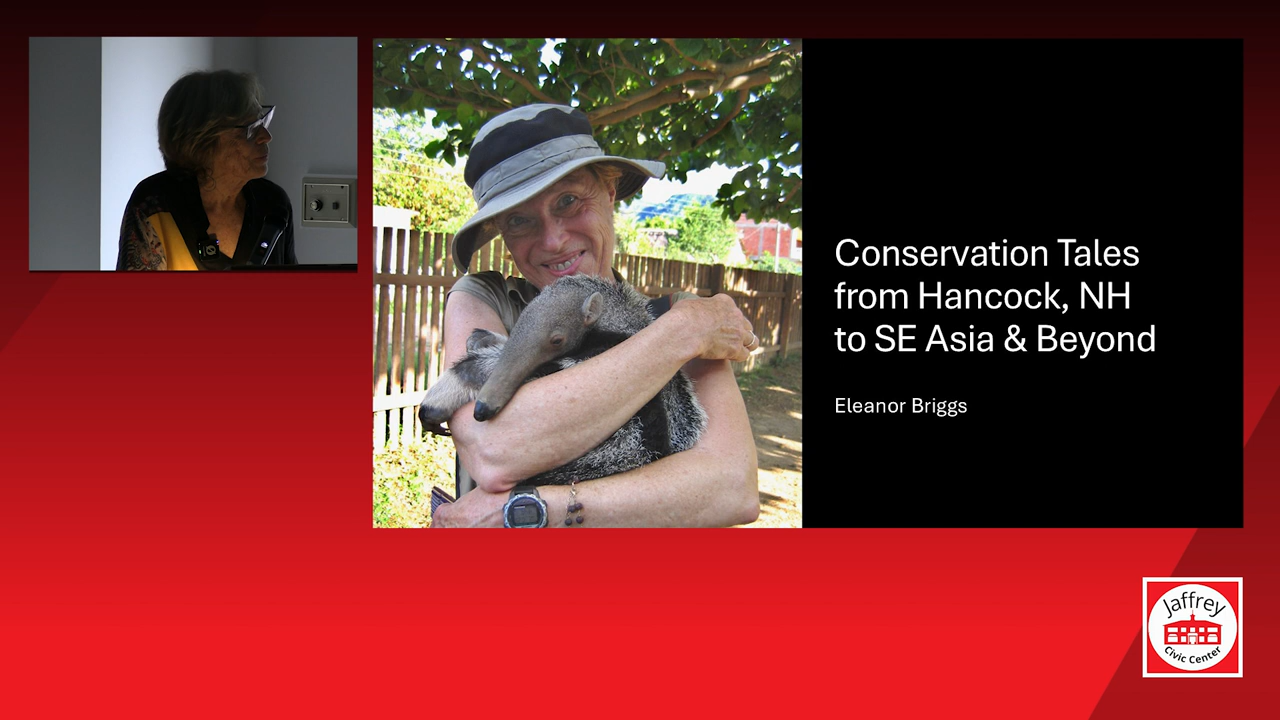 Conservation Tales
from Hancock, NH
to SE Asia & Beyond
Eleanor Briggs
Jaffrey
Civic Center